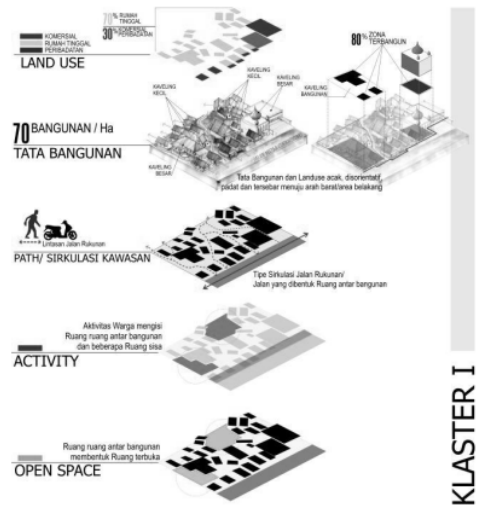 70% RUMAH
TINGGAL
30% KOMERSIAL
PERIBADATAN
KOMERSIAL
RUMAH TINGGAL
PERIBADATAN
LAND USE
80% ZONA
TERBANGUN
KAVELING
KECIL
KAVELING
KECIL
KAVELING
BESAR
KAVELING
BANGUNAN
70 BANGUNAN / Ha
TATA BANGUNAN
KAVELING
BESAR
Tata Bangunan dan Landuse acak, disorientatif,
padat dan tersebar menuju arah barat/area belakang
Lintasan Jalan Rukunan
PATH/ SIRKULASI KAWASAN
Tipe Sirkulasi Jalan Rukunan/
Jalan yang dibentuk Ruang antar bangunan
Aktivitas Warga mengisi
Ruang ruang antar bangunan
dan beberapa Ruang sisa
ACTIVITY
Ruang ruang antar bangunan
membentuk Ruang terbuka
OPEN SPACE
KLASTER I